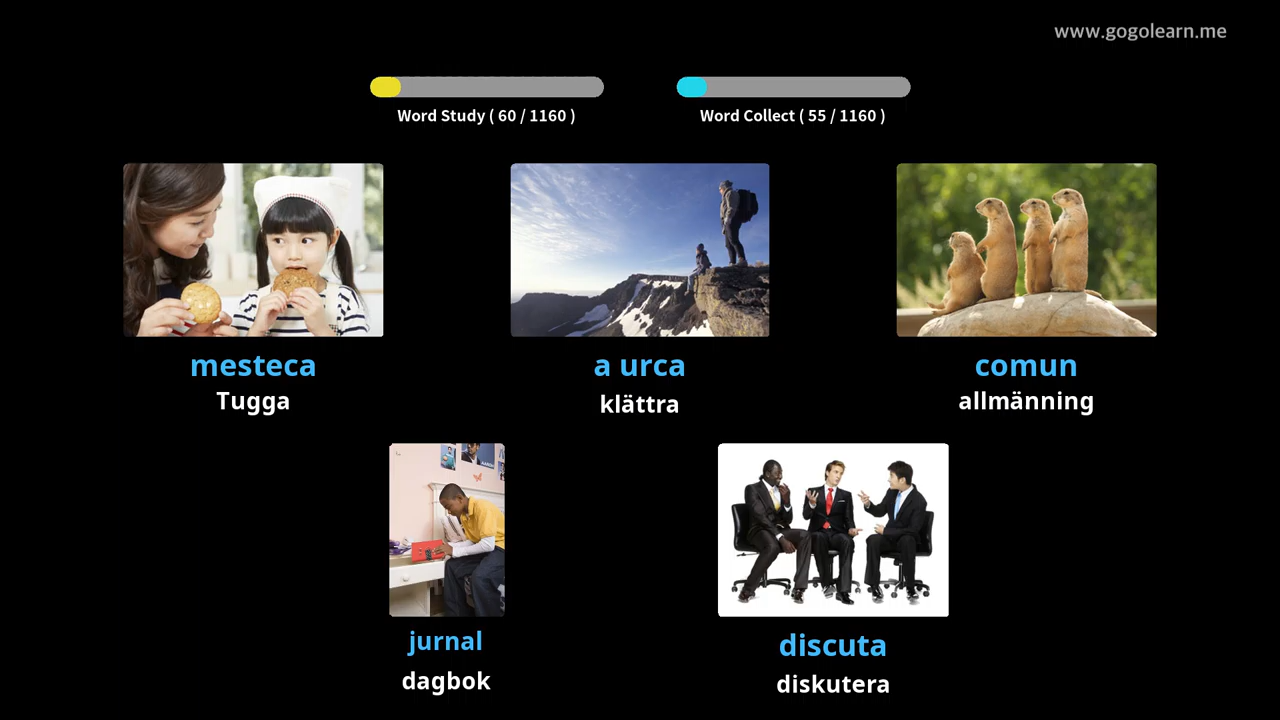 www.gogolearn.me
Word Study ( 60 / 1160 )
Word Collect ( 55 / 1160 )
mesteca
Tugga
a urca
klättra
comun
allmänning
jurnal
dagbok
discuta
diskutera